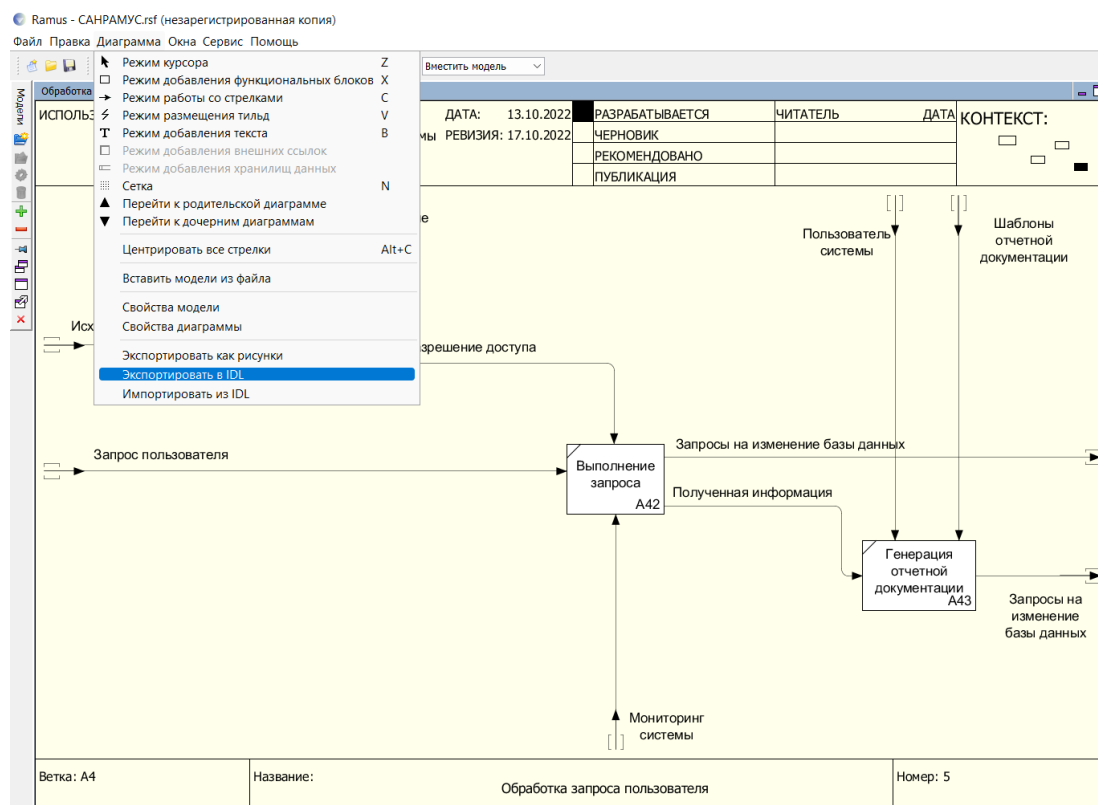 Ramus - САНРАМУС.rsf (незарегистрированная копия)
Файл Правка Диаграмма Окна Сервис Помощь
Вместить модель
Модели
Обработка
Режим курсора Z
Режим добавления функциональных блоков X
Режим работы со стрелками C
Режим размещения тильд V
Режим добавления текста B
Режим добавления внешних ссылок
Режим добавления хранилищ данных
Сетка N
Перейти к родительской диаграмме
Перейти к дочерним диаграммам
Центрировать все стрелки Alt+C
Вставить модели из файла
Свойства модели
Свойства диаграммы
Экспортировать как рисунки
Экспортировать в IDL
Импортировать из IDL
ИСПОЛЬЗ
ДАТА: 13.10.2022
мы РЕВИЗИЯ: 17.10.2022
РАЗРАБАТЫВАЕТСЯ
ЧЕРНОВИК
РЕКОМЕНДОВАНО
ПУБЛИКАЦИЯ
ЧИТАТЕЛЬ ДАТА
КОНТЕКСТ:
е
Пользователь
системы
Шаблоны
отчетной
документации
Исх
зрешение доступа
Запрос пользователя
Выполнение
запроса
A42
Запросы на изменение базы данных
Полученная информация
Генерация
отчетной
документации
A43
Запросы на
изменение
базы данных
Мониторинг
системы
Ветка: A4
Название:
Обработка запроса пользователя
Номер: 5